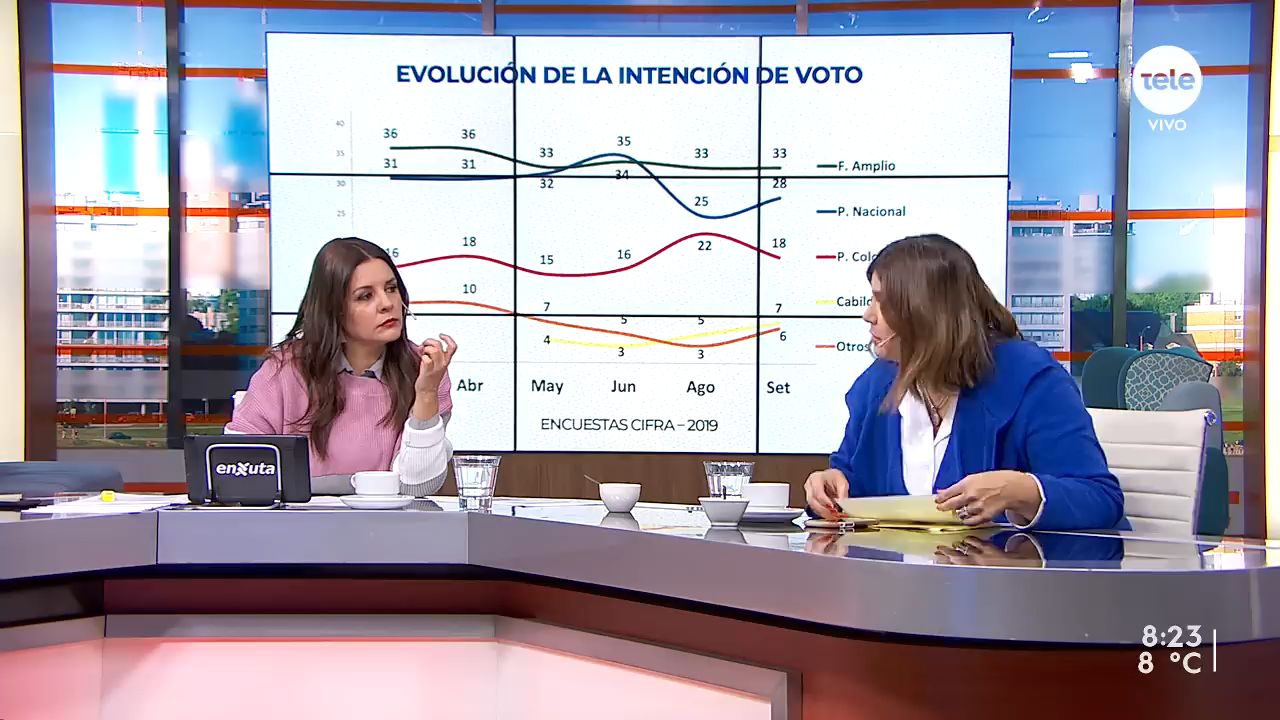 EVOLUCIÓN DE LA INTENCIÓN DE VOTO
tele
VIVO
40
36 36 35
35 33 33 33
31 31 32 34 28
30
25 25
F. Amplio
P. Nacional
16 18 15 16 22 18
P. Colo
10 7 5 5 7
Cabild
4 3 3 6
Otros
Abr May Jun Ago Set
ENCUESTAS CIFRA – 2019
enxuta
8:23
8 °C